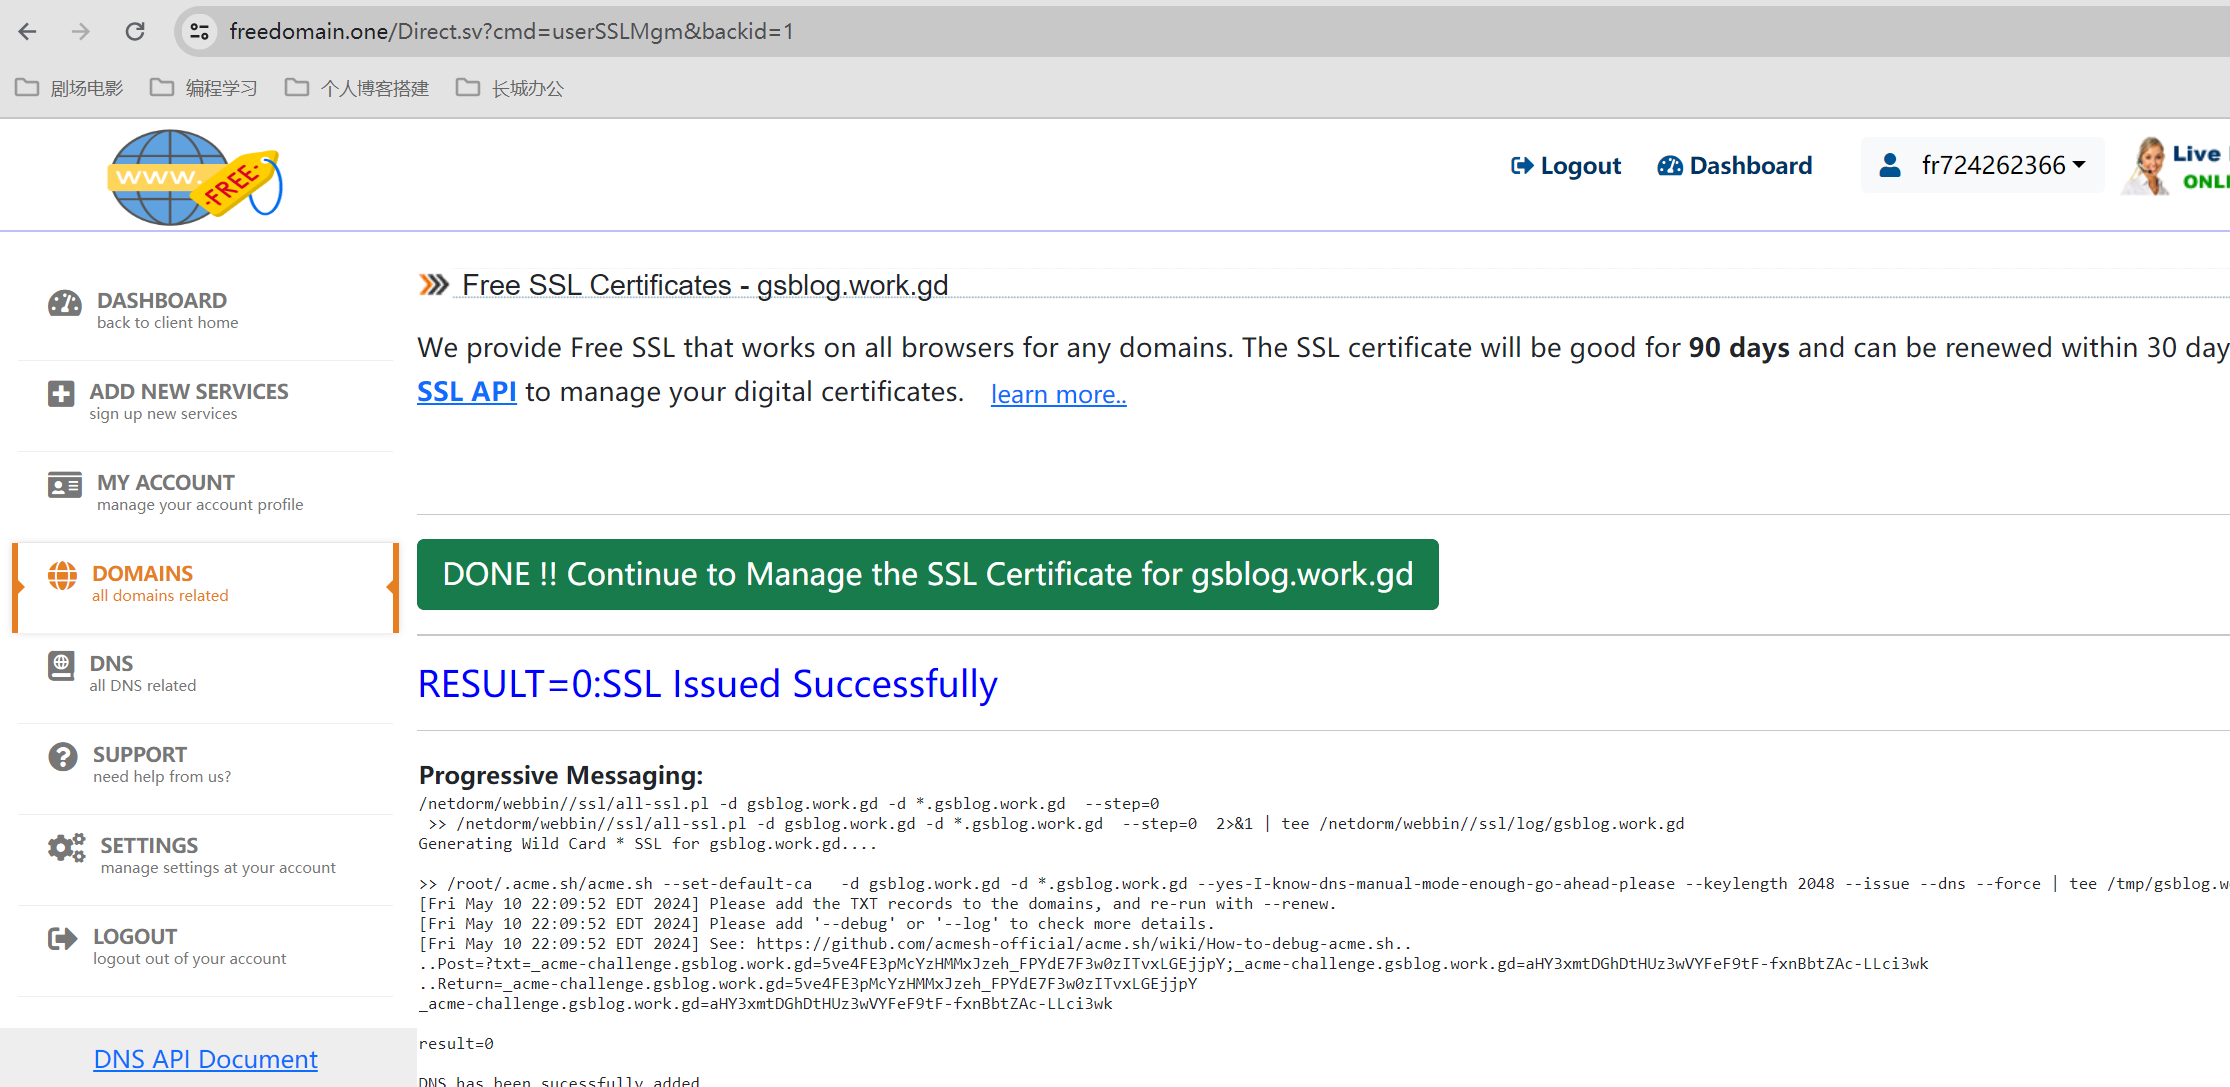 freedomain.one/Direct.sv?cmd=userSSLMgm&backid=1
剧场电影 编程学习 个人博客搭建 长城办公
www. -FREE-
Logout Dashboard fr724262366 Live
ONLI
DASHBOARD
back to client home
ADD NEW SERVICES
sign up new services
MY ACCOUNT
manage your account profile
DOMAINS
all domains related
DNS
all DNS related
SUPPORT
need help from us?
SETTINGS
manage settings at your account
LOGOUT
logout out of your account
DNS API Document
Free SSL Certificates - gsblog.work.gd
We provide Free SSL that works on all browsers for any domains. The SSL certificate will be good for 90 days and can be renewed within 30 day
SSL API to manage your digital certificates. learn more..
DONE !! Continue to Manage the SSL Certificate for gsblog.work.gd
RESULT=0:SSL Issued Successfully
Progressive Messaging:
/netdorm/webbin//ssl/all-ssl.pl -d gsblog.work.gd -d *.gsblog.work.gd --step=0
>> /netdorm/webbin//ssl/all-ssl.pl -d gsblog.work.gd -d *.gsblog.work.gd --step=0 2>&1 | tee /netdorm/webbin//ssl/log/gsblog.work.gd
Generating Wild Card * SSL for gsblog.work.gd....
>> /root/.acme.sh/acme.sh --set-default-ca -d gsblog.work.gd -d *.gsblog.work.gd --yes-I-know-dns-manual-mode-enough-go-ahead-please --keylength 2048 --issue --dns --force | tee /tmp/gsblog.w
[Fri May 10 22:09:52 EDT 2024] Please add the TXT records to the domains, and re-run with --renew.
[Fri May 10 22:09:52 EDT 2024] Please add '--debug' or '--log' to check more details.
[Fri May 10 22:09:52 EDT 2024] See: https://github.com/acmesh-official/acme.sh/wiki/How-to-debug-acme.sh..
..Post=?txt=_acme-challenge.gsblog.work.gd=5ve4FE3pMcYzHMMxJzeh_FPYdE7F3w0zITvxLGEjjpY;_acme-challenge.gsblog.work.gd=aHY3xmtDGhDtHUz3wVYFeF9tF-fxnBbtZAc-LLci3wk
..Return=_acme-challenge.gsblog.work.gd=5ve4FE3pMcYzHMMxJzeh_FPYdE7F3w0zITvxLGEjjpY
_acme-challenge.gsblog.work.gd=aHY3xmtDGhDtHUz3wVYFeF9tF-fxnBbtZAc-LLci3wk
result=0
DNS has been sucessfully added